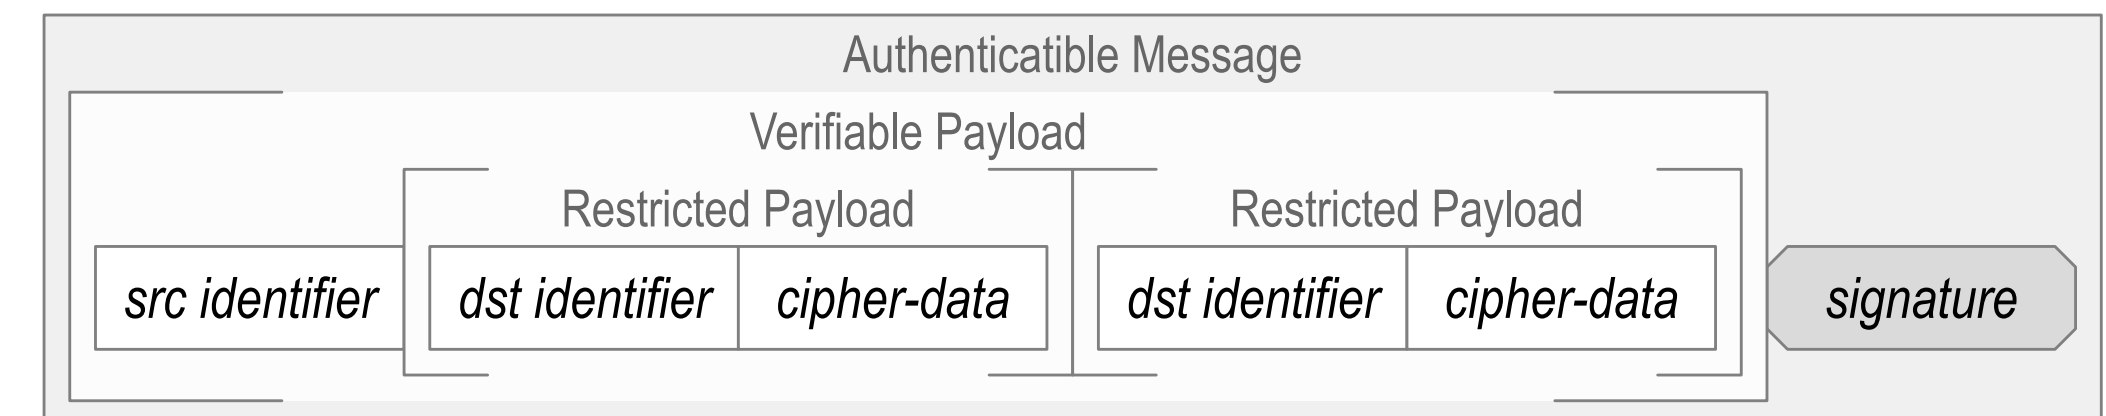 Authenticatible Message
Verifiable Payload
Restricted Payload Restricted Payload
src identifier dst identifier cipher-data dst identifier cipher-data signature